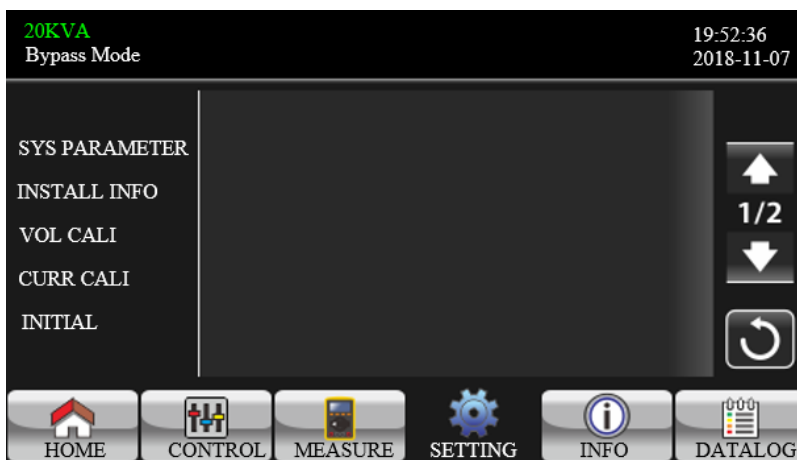 20KVA
Bypass Mode
19:52:36
2018-11-07
SYS PARAMETER
INSTALL INFO
VOL CALI
CURR CALI
INITIAL
1/2
HOME
CONTROL
MEASURE
SETTING
INFO
DATALOG